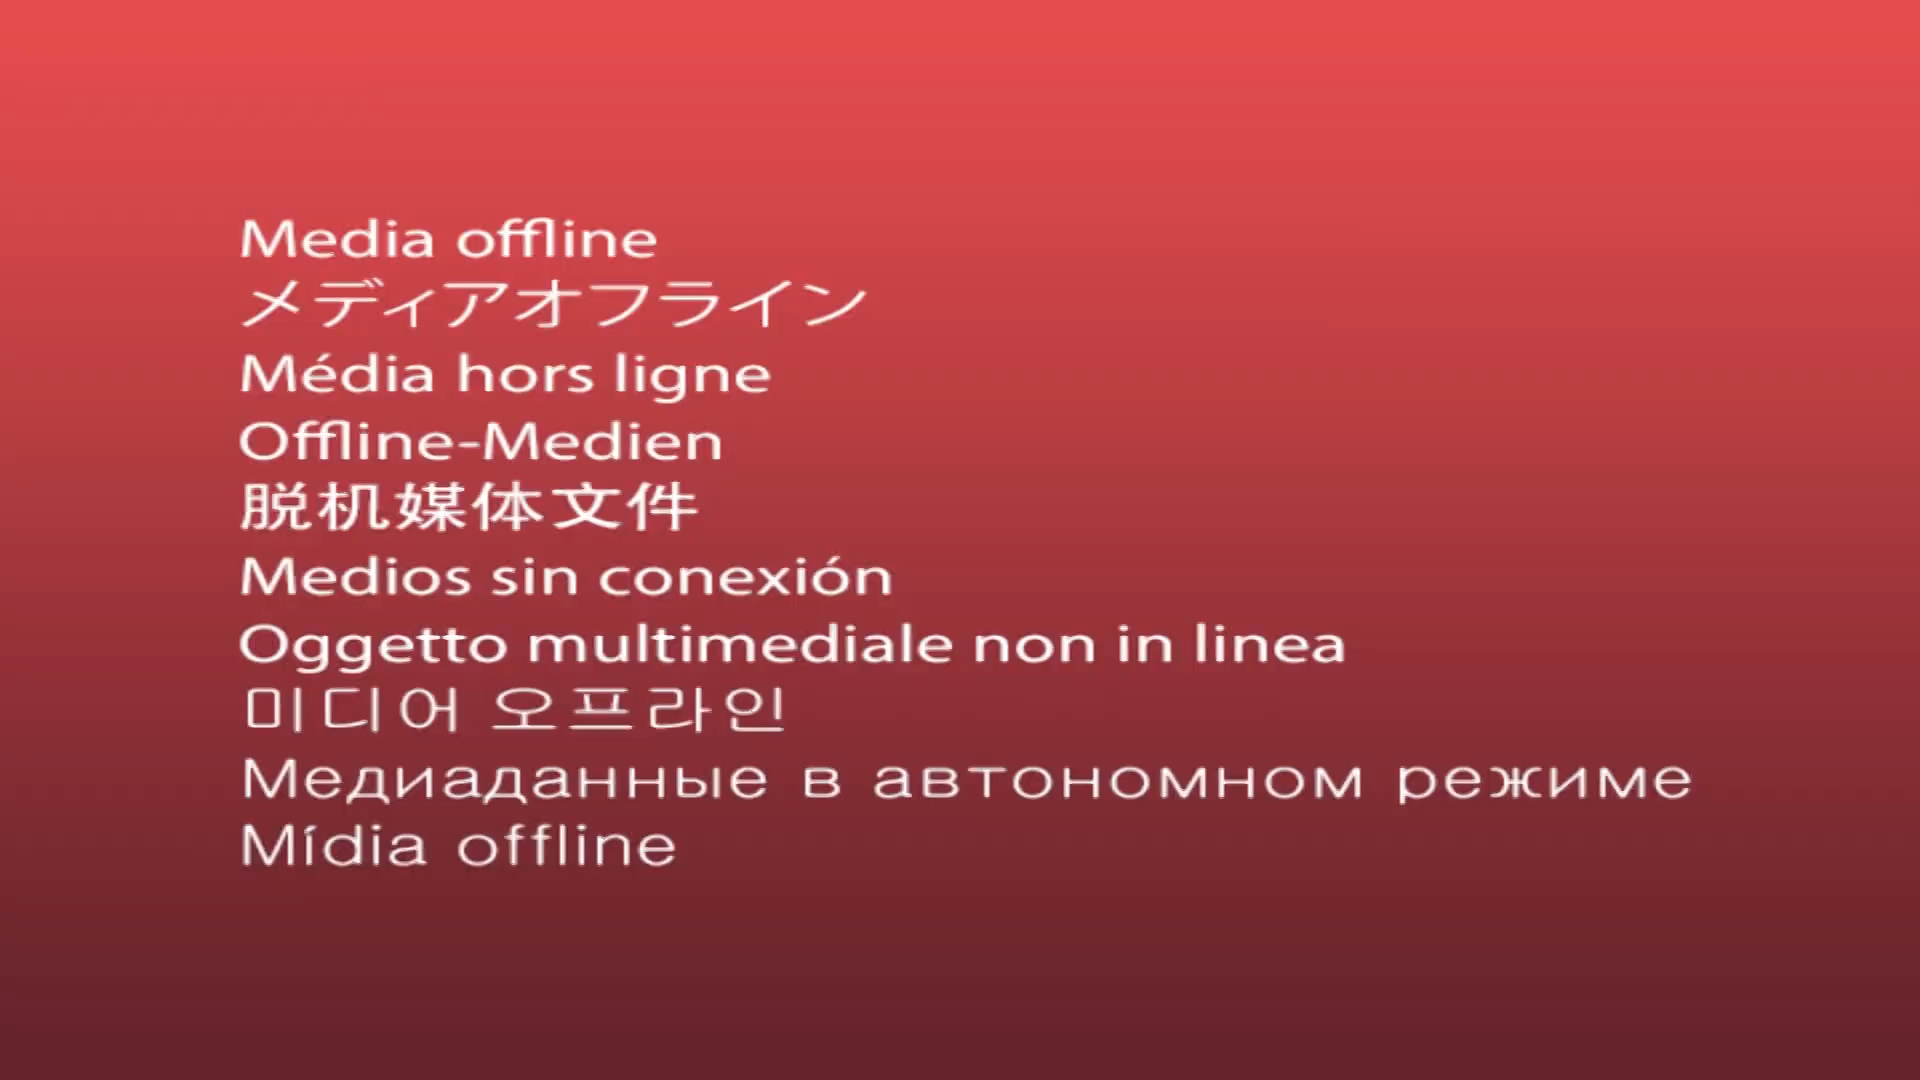 Media offline
メディアオフライン
Média hors ligne
Offline-Medien
脱机媒体文件
Medios sin conexión
Oggetto multimediale non in linea
미디어 오프라인
Медиаданные в автономном режиме
Mídia offline